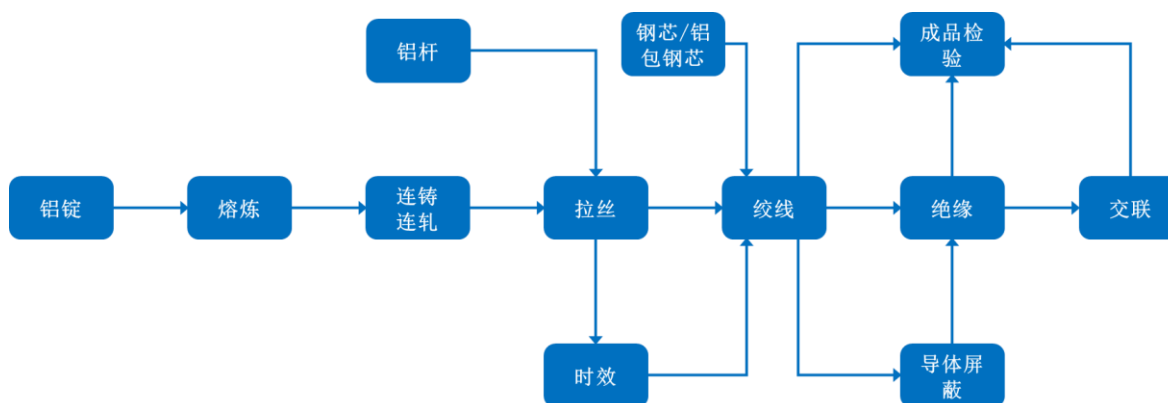 铝杆
钢芯/铝
包钢芯
成品检
验
铝锭
熔炼
连铸
连轧
拉丝
绞线
绝缘
交联
时效
导体屏
蔽